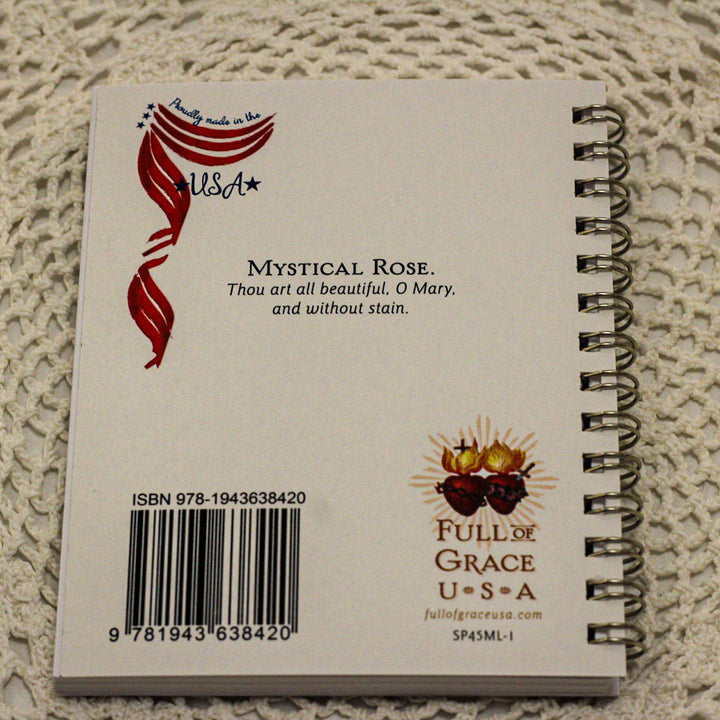 Proudly made in the
★USA★
MYSTICAL ROSE.
Thou art all beautiful, O Mary,
and without stain.
ISBN 978-1943638420
9 781943 638420
FULL OF
GRACE
U•S•A
fullofgraceusa.com
SP45ML-1